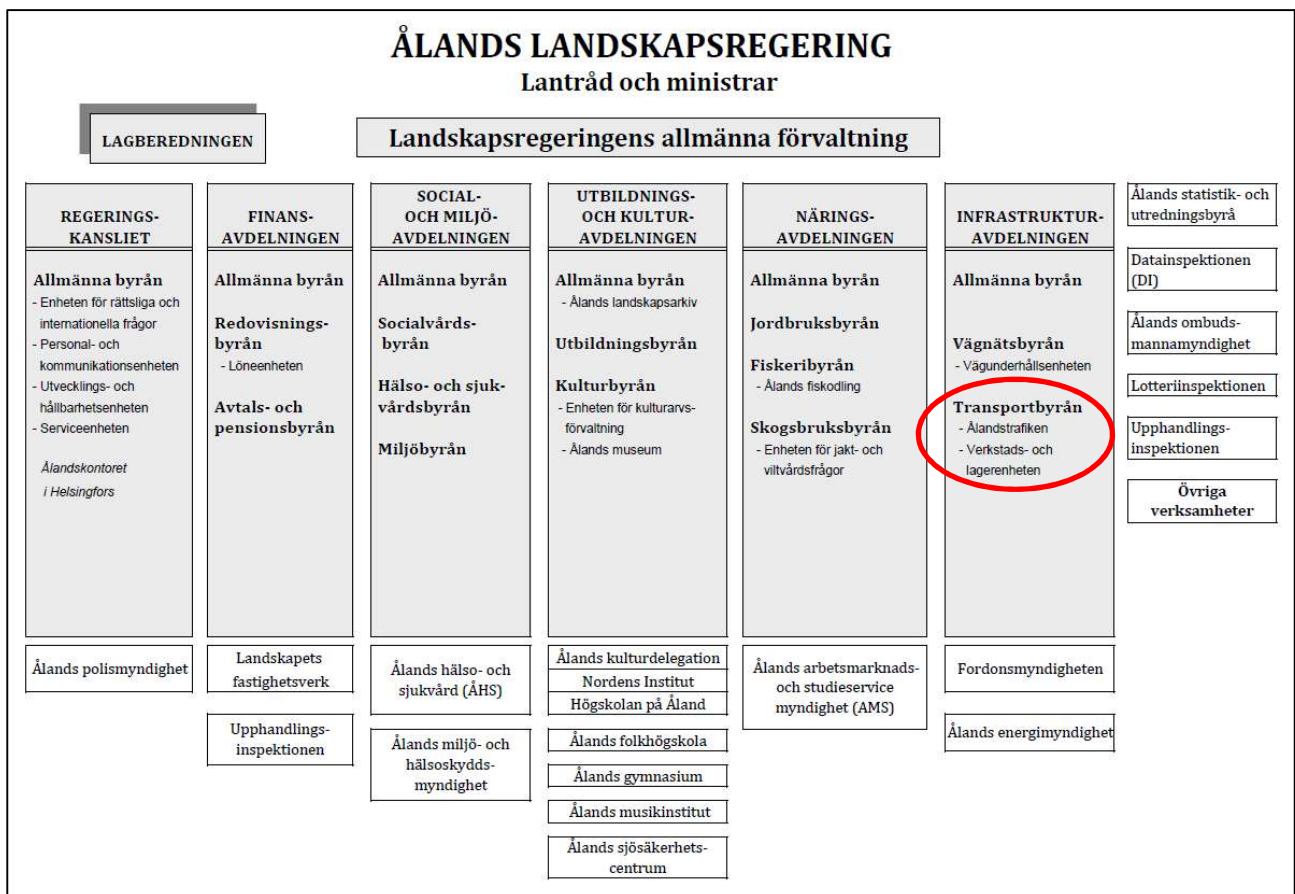 ÅLANDS LANDSKAPSREGERING
Lantråd och ministrar
LAGBEREDNINGEN
Landskapsregeringens allmänna förvaltning
REGERINGS-
KANSLIET
Allmänna byrån
- Enheten för rättsliga och
internationella frågor
- Personal- och
kommunikationsenheten
- Utvecklings- och
hållbarhetsenheten
- Serviceenheten
Ålandskontoret
i Helsingfors
Ålands polismyndighet
FINANS-
AVDELNINGEN
Allmänna byrån
Redovisnings-
byrån
- Löneenheten
Avtals- och
pensionsbyrån
Landskapets
fastighetsverk
Upphandlings-
inspektionen
SOCIAL-
OCH MILJÖ-
AVDELNINGEN
Allmänna byrån
Socialvårds-
byrån
Hälso- och sjuk-
vårdsbyrån
Miljöbyrån
Ålands hälso- och
sjukvård (ÅHS)
Ålands miljö- och
hälsoskydds-
myndighet
UTBILDNINGS-
OCH KULTUR-
AVDELNINGEN
Allmänna byrån
- Ålands landskapsarkiv
Utbildningsbyrån
Kulturbyrån
- Enheten för kulturarvs-
förvaltning
- Ålands museum
Ålands kulturdelegation
Nordens Institut
Högskolan på Åland
Ålands folkhögskola
Ålands gymnasium
Ålands musikinstitut
Ålands sjösäkerhets-
centrum
NÄRINGS-
AVDELNINGEN
Allmänna byrån
Jordbruksbyrån
Fiskeribyrån
- Ålands fiskodling
Skogsbruksbyrån
- Enheten för jakt- och
viltvårdsfrågor
Ålands arbetsmarknads-
och studieservice
myndighet (AMS)
INFRASTRUKTUR-
AVDELNINGEN
Allmänna byrån
Vägnätsbyrån
- Vägunderhållsenheten
Transportbyrån
- Ålandstrafiken
- Verkstads- och
lagerenheten
Fordonsmyndigheten
Ålands energimyndighet
Ålands statistik- och
utredningsbyrå
Datainspektionen
(DI)
Ålands ombuds-
mannamyndighet
Lotteriinspektionen
Upphandlings-
inspektionen
Övriga
verksamheter